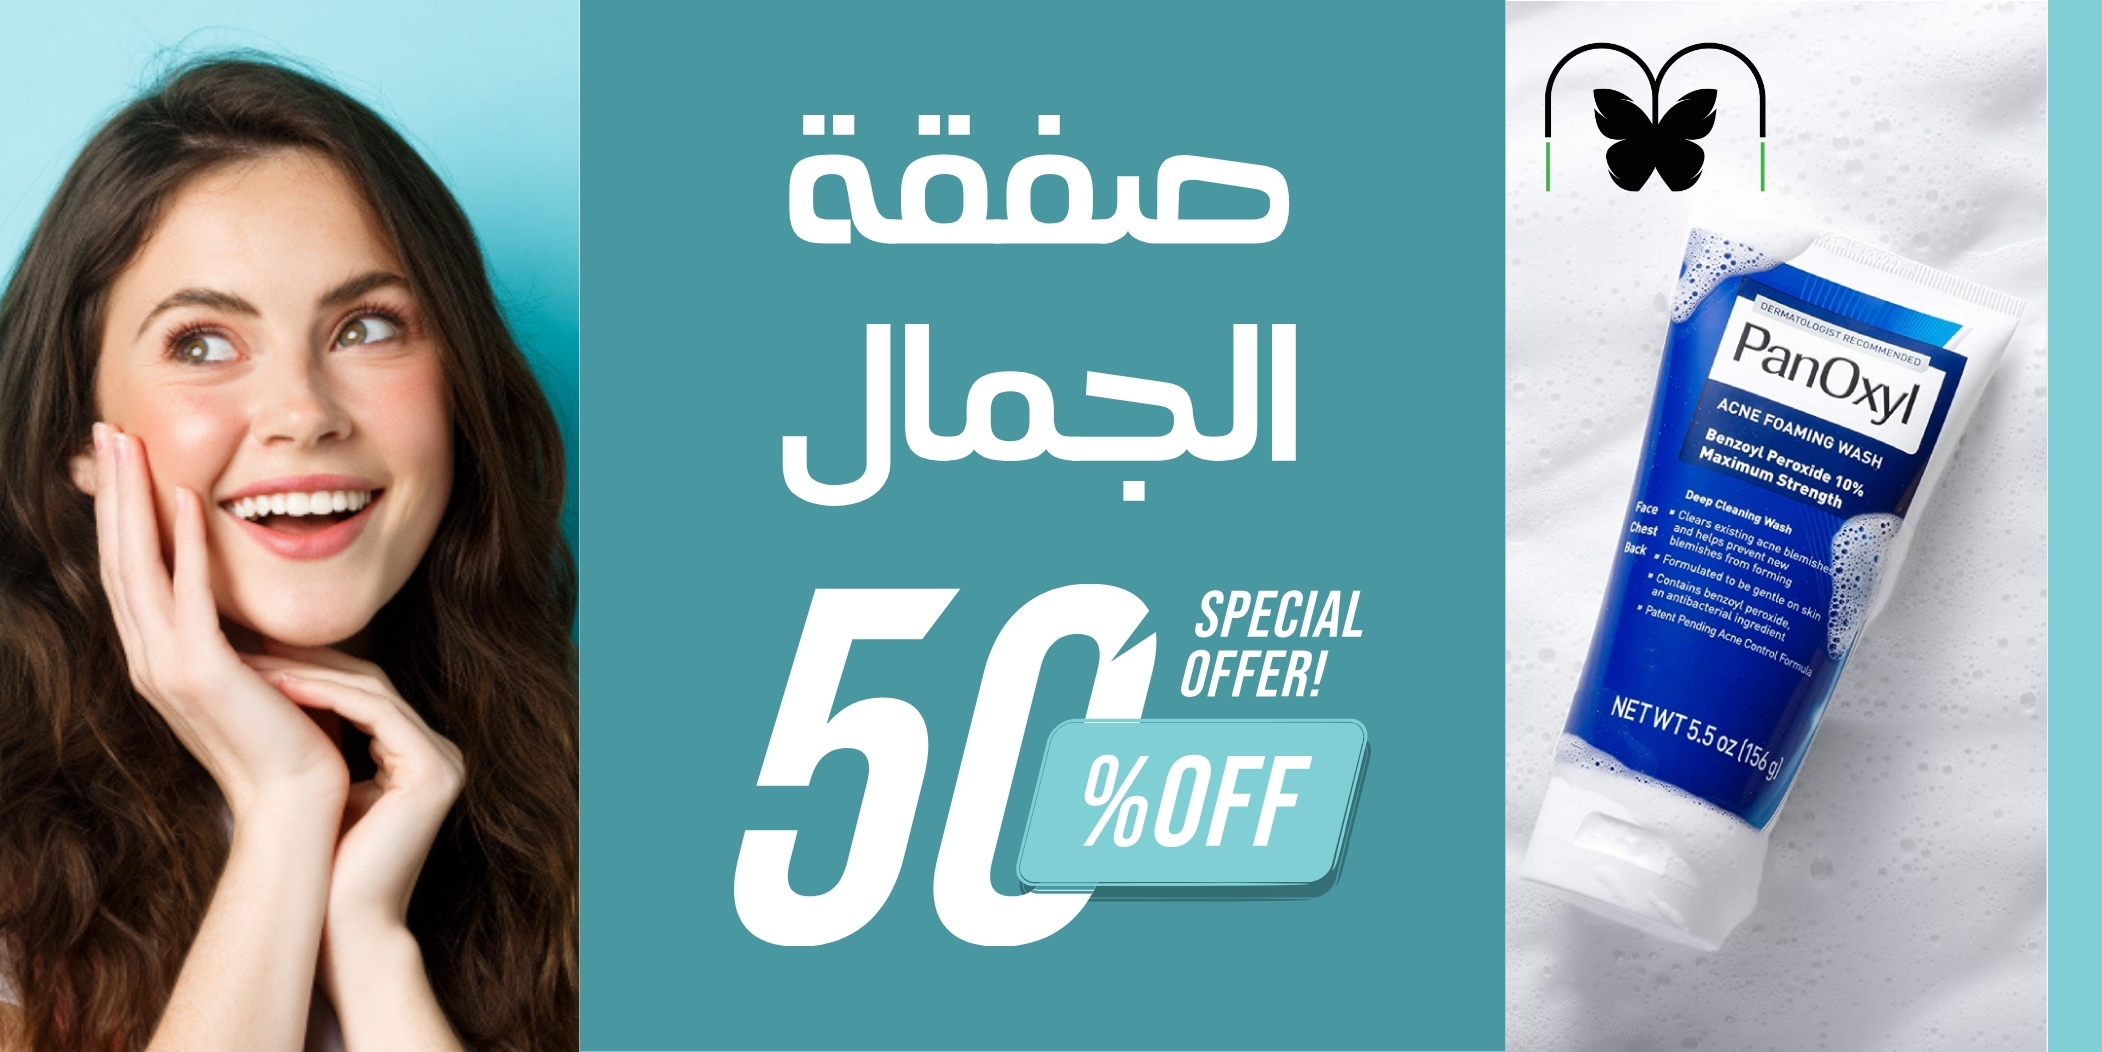 صفقة
الجمال
50
SPECIAL
OFFER!
%OFF
DERMATOLOGIST RECOMMENDED
PanOxyl
ACNE FOAMING WASH
Benzoyl Peroxide 10%
Maximum Strength
Deep Cleaning Wash
Face
Chest
Back
▪ Clears existing acne blemishes
and helps prevent new
blemishes from forming
▪ Formulated to be gentle on skin
▪ Contains benzoyl peroxide,
an antibacterial ingredient
▪ Patent Pending Acne Control Formula
NET WT 5.5 oz (156 g)